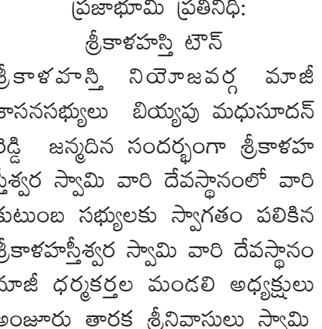 ప్రజాభూమి ప్రతినిధి:
శ్రీకాళహస్తి టౌన్
శ్రీకాళహస్తి నియోజవర్గ మాజీ
శాసనసభ్యులు బియ్యపు మధుసూదన్
రెడ్డి జన్మదిన సందర్భంగా శ్రీకాళహ
స్తీశ్వర స్వామి వారి దేవస్థానంలో వారి
కుటుంబ సభ్యులకు స్వాగతం పలికిన
శ్రీకాళహస్తీశ్వర స్వామి వారి దేవస్థానం
మాజీ ధర్మకర్తల మండలి అధ్యక్షులు
అంజూరు తారక శ్రీనివాసులు స్వామి